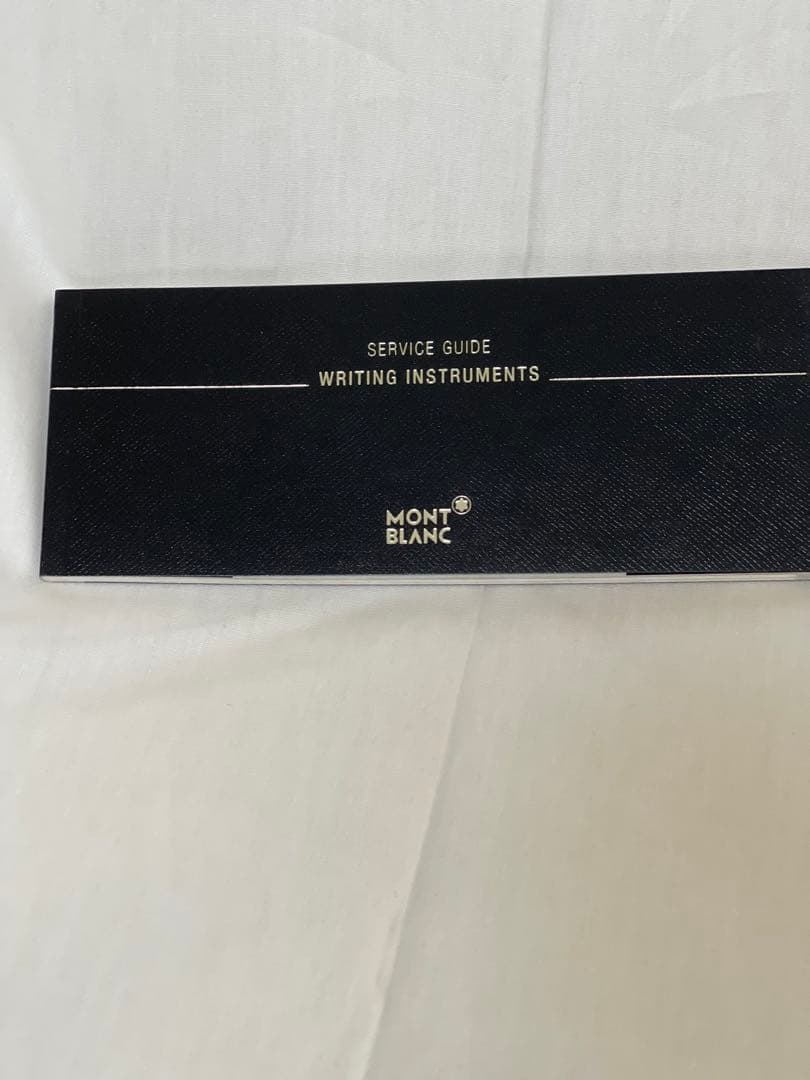 SERVICE GUIDE
WRITING INSTRUMENTS
MONT
BLANC